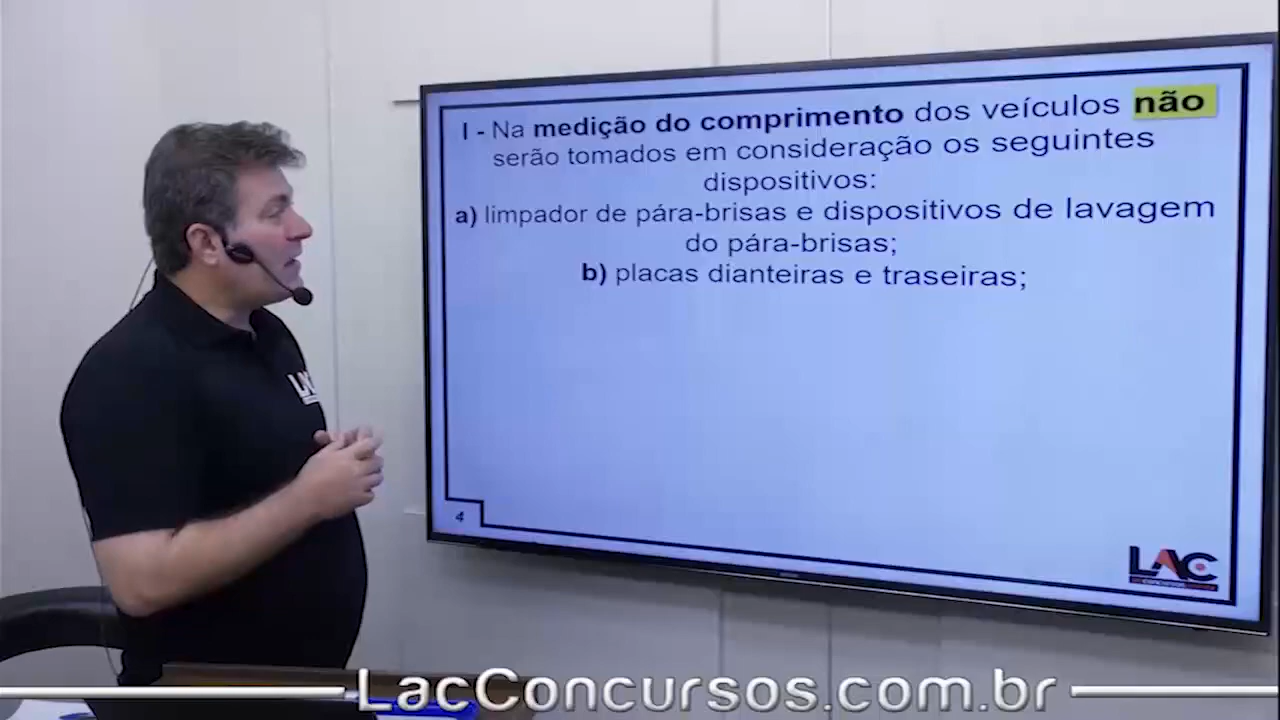 I - Na medição do comprimento dos veículos não
serão tomados em consideração os seguintes
dispositivos:
a) limpador de pára-brisas e dispositivos de lavagem
do pára-brisas;
b) placas dianteiras e traseiras;
4
LAC
LAC
LacConcursos.com.br